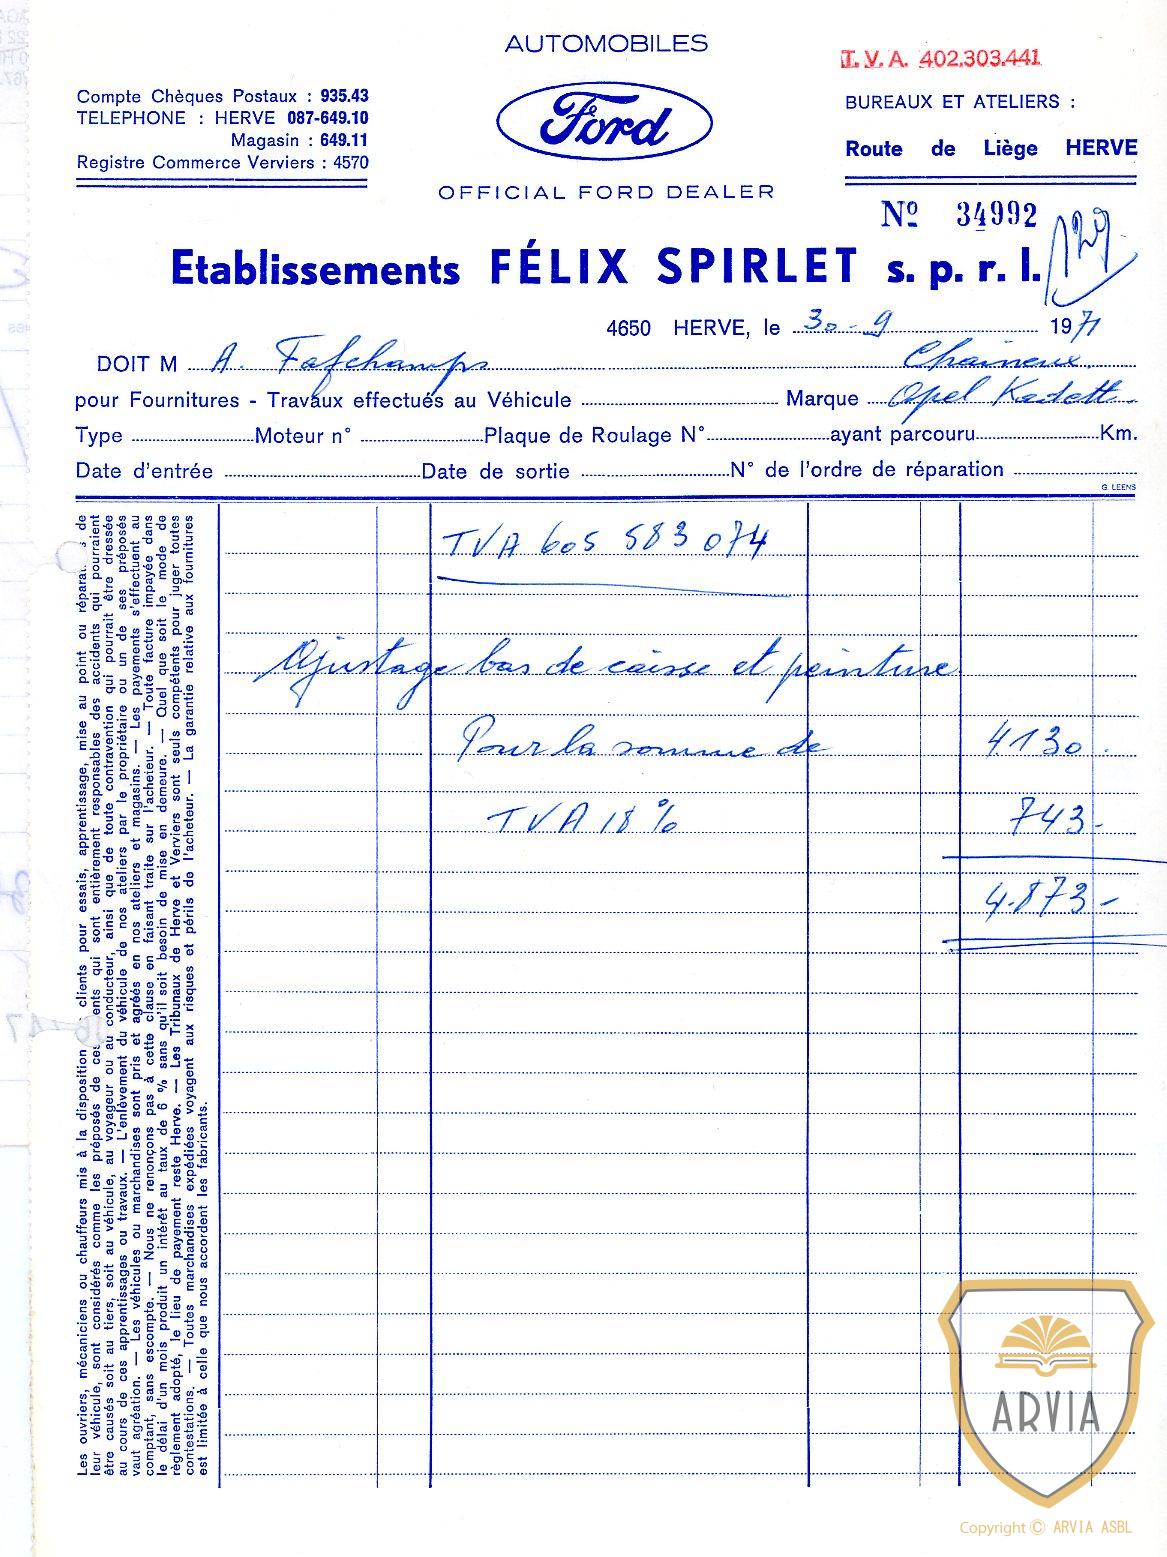 AUTOMOBILES
T.V.A. 402.303.441
Compte Chèques Postaux : 935.43
TELEPHONE : HERVE 087-649.10
Magasin : 649.11
Registre Commerce Verviers : 4570
Ford
OFFICIAL FORD DEALER
BUREAUX ET ATELIERS :
Route de Liège HERVE
Nº 34992
129
Etablissements FÉLIX SPIRLET s. p. r. l.
4650 HERVE, le 30-9 1971
DOIT M A. Fafchamps Chaineux
pour Fournitures - Travaux effectués au Véhicule Marque Opel Kadett
Type Moteur n° Plaque de Roulage N° ayant parcouru Km.
Date d'entrée Date de sortie N° de l'ordre de réparation
G. LEENS
TVA 605 583 074
Ajustage bas de caisse et peinture
Pour la somme de 4130.
TVA 18 % 743-
4.873-
Les ouvriers, mécaniciens ou chauffeurs mis à la disposition clients pour essais, apprentissage, mise au point ou répara de
leur véhicule, sont considérés comme les préposés de ces ents qui sont entièrement responsables des accidents qui pourraient
être causés soit au tiers, soit au véhicule, au voyageur ou au conducteur, ainsi que de toute contravention qui pourrait être dressée
au cours de ces apprentissages ou travaux. — L'enlèvement du véhicule de nos ateliers par le propriétaire ou un de ses préposés
vaut agréation. — Les véhicules ou marchandises sont pris et agréés en nos ateliers et magasins. — Les payements s'effectuent au
comptant, sans escompte. — Nous ne renonçons pas à cette clause en faisant traite sur l'acheteur. — Toute facture impayée dans
le délai d'un mois produit un intérêt au taux de 6 % sans qu'il soit besoin de mise en demeure. — Quel que soit le mode de
règlement adopté, le lieu de payement reste Herve. — Les Tribunaux de Herve et Verviers sont seuls compétents pour juger toutes
contestations. — Toutes marchandises expédiées voyagent aux risques et périls de l'acheteur. — La garantie relative aux fournitures
est limitée à celle que nous accordent les fabricants.
ARVIA
Copyright © ARVIA ASBL